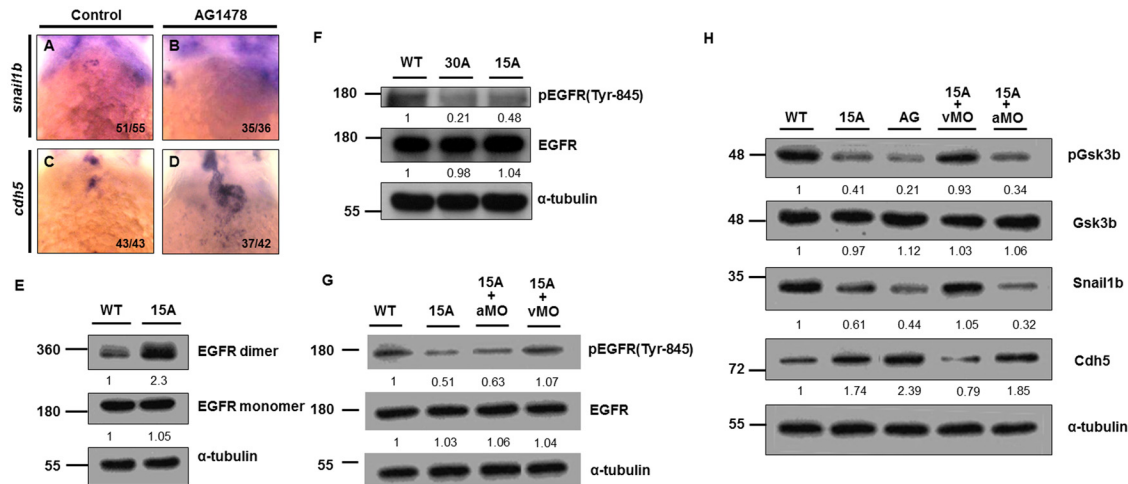 Control
AG1478
snail1b
A
51/55
B
35/36
cdh5
C
43/43
D
37/42
E
WT 15A
360
EGFR dimer
1 2.3
180
EGFR monomer
1 1.05
55
α-tubulin
F
WT 30A 15A
180
pEGFR(Tyr-845)
1 0.21 0.48
180
EGFR
1 0.98 1.04
55
α-tubulin
G
WT 15A 15A + aMO 15A + vMO
180
pEGFR(Tyr-845)
1 0.51 0.63 1.07
180
EGFR
1 1.03 1.06 1.04
55
α-tubulin
H
WT 15A AG 15A + vMO 15A + aMO
48
pGsk3b
1 0.41 0.21 0.93 0.34
48
Gsk3b
1 0.97 1.12 1.03 1.06
35
Snail1b
1 0.61 0.44 1.05 0.32
72
Cdh5
1 1.74 2.39 0.79 1.85
55
α-tubulin